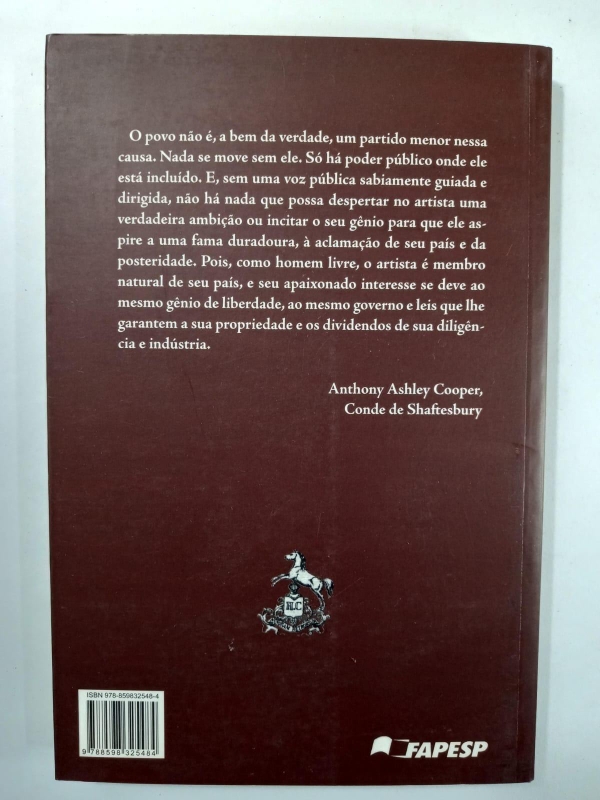 O povo não é, a bem da verdade, um partido menor nessa
causa. Nada se move sem ele. Só há poder público onde ele
está incluído. E, sem uma voz pública sabiamente guiada e
dirigida, não há nada que possa despertar no artista uma
verdadeira ambição ou incitar o seu gênio para que ele as-
pire a uma fama duradoura, à aclamação de seu país e da
posteridade. Pois, como homem livre, o artista é membro
natural de seu país, e seu apaixonado interesse se deve ao
mesmo gênio de liberdade, ao mesmo governo e leis que lhe
garantem a sua propriedade e os dividendos de sua diligên-
cia e indústria.
Anthony Ashley Cooper,
Conde de Shaftesbury
ISBN 978-859832548-4
9 788598 325484
FAPESP